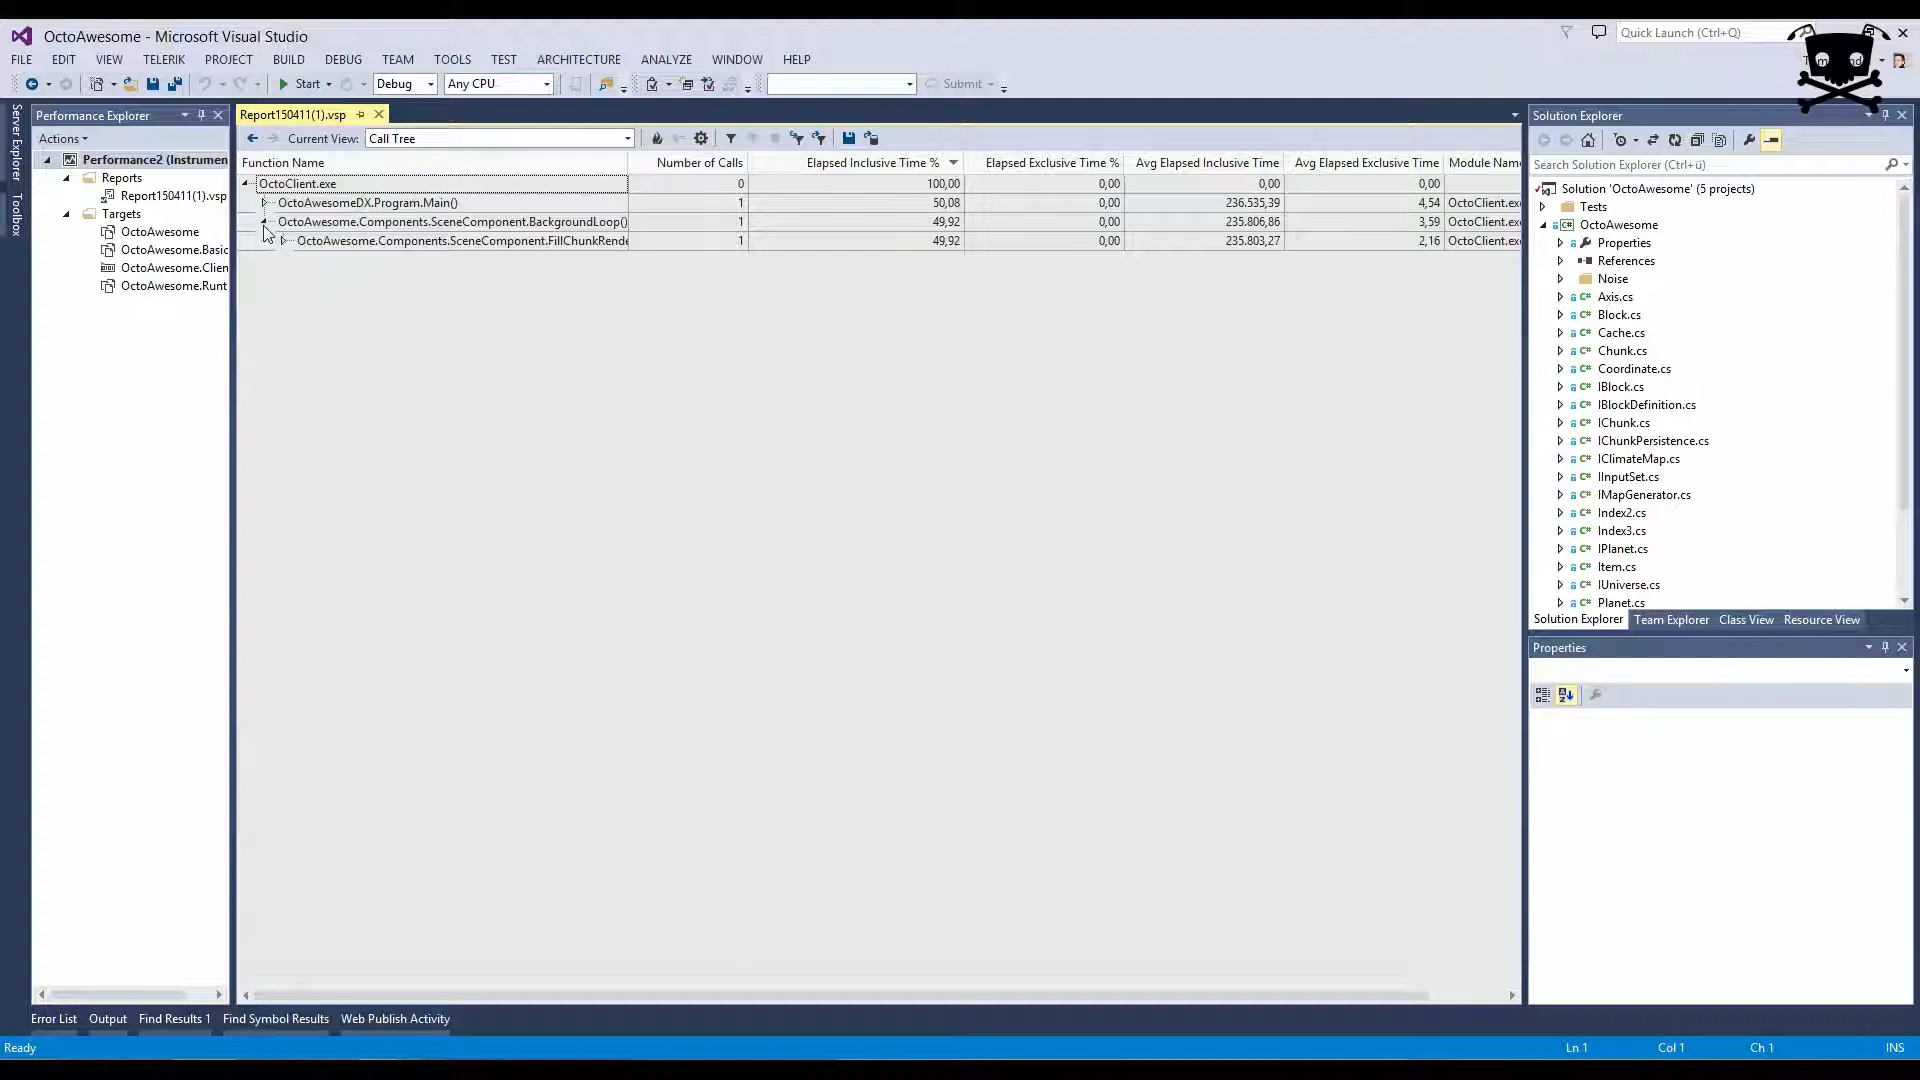 OctoAwesome - Microsoft Visual Studio
Quick Launch (Ctrl+Q)
FILE EDIT VIEW TELERIK PROJECT BUILD DEBUG TEAM TOOLS TEST ARCHITECTURE ANALYZE WINDOW HELP
Start Debug Any CPU Submit
Server Explorer
Toolbox
Performance Explorer
Actions
Performance2 (Instrumen
Reports
Report150411(1).vsp
Targets
OctoAwesome
OctoAwesome.Basic
OctoAwesome.Clien
OctoAwesome.Runt
Report150411(1).vsp
Current View: Call Tree
Function Name Number of Calls Elapsed Inclusive Time % Elapsed Exclusive Time % Avg Elapsed Inclusive Time Avg Elapsed Exclusive Time Module Name
OctoClient.exe 0 100,00 0,00 0,00 0,00
OctoAwesomeDX.Program.Main() 1 50,08 0,00 236.535,39 4,54 OctoClient.exe
OctoAwesome.Components.SceneComponent.BackgroundLoop() 1 49,92 0,00 235.806,86 3,59 OctoClient.exe
OctoAwesome.Components.SceneComponent.FillChunkRende 1 49,92 0,00 235.803,27 2,16 OctoClient.exe
Solution Explorer
Search Solution Explorer (Ctrl+ü)
Solution 'OctoAwesome' (5 projects)
Tests
OctoAwesome
Properties
References
Noise
Axis.cs
Block.cs
Cache.cs
Chunk.cs
Coordinate.cs
IBlock.cs
IBlockDefinition.cs
IChunk.cs
IChunkPersistence.cs
IClimateMap.cs
IInputSet.cs
IMapGenerator.cs
Index2.cs
Index3.cs
IPlanet.cs
Item.cs
IUniverse.cs
Planet.cs
Solution Explorer Team Explorer Class View Resource View
Properties
Error List Output Find Results 1 Find Symbol Results Web Publish Activity
Ready Ln 1 Col 1 Ch 1 INS